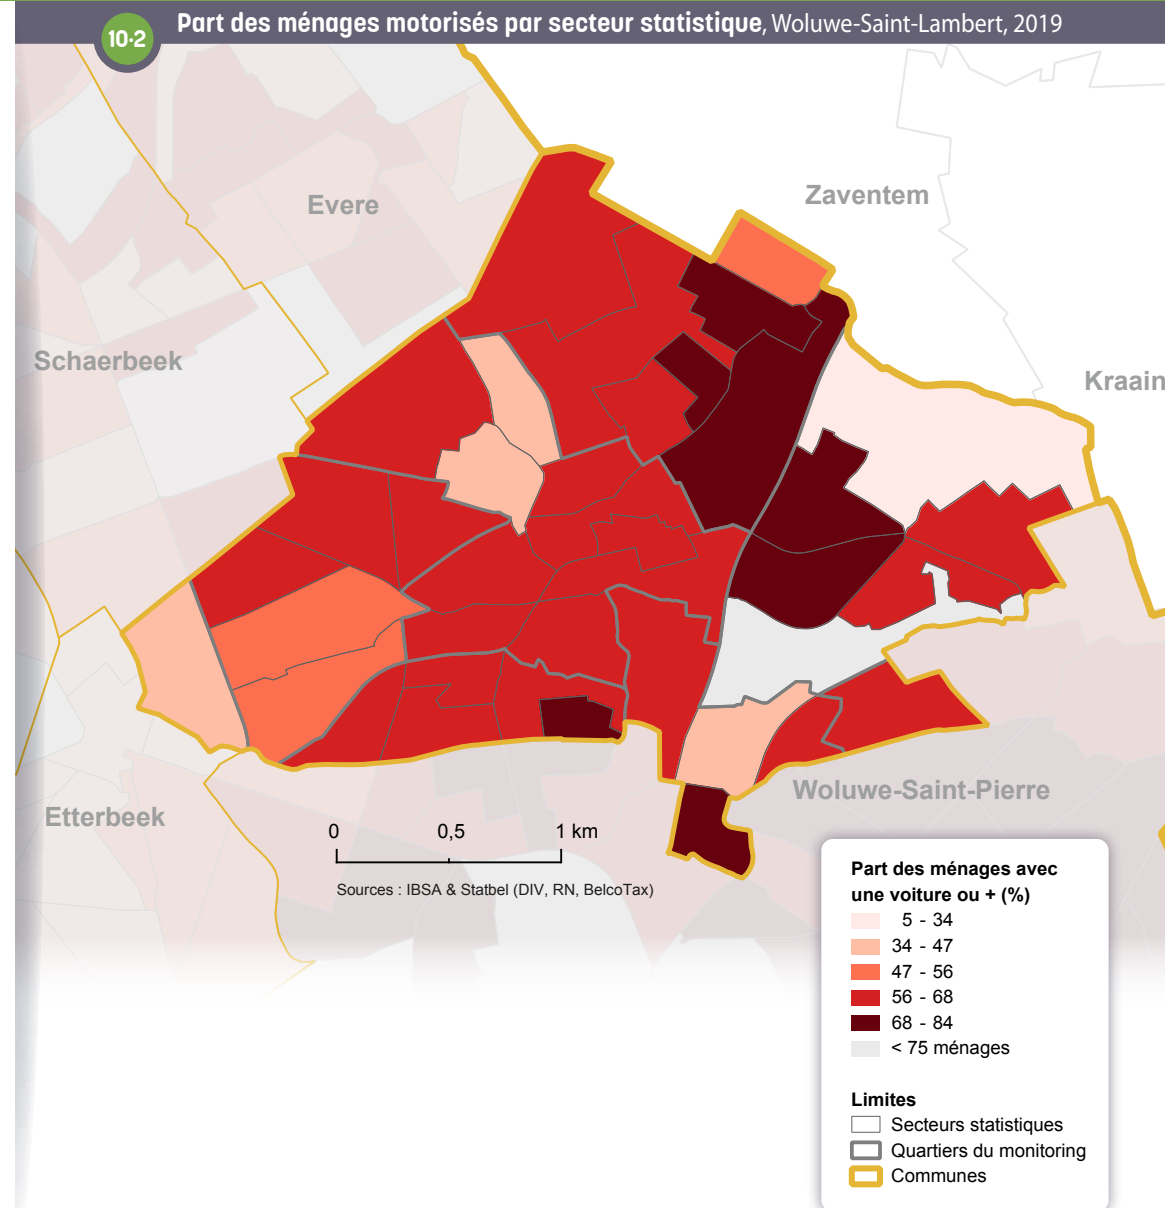 10·2
Part des ménages motorisés par secteur statistique, Woluwe-Saint-Lambert, 2019
Zaventem
Evere
Schaerbeek
Kraain
Woluwe-Saint-Pierre
Etterbeek
0 0,5 1 km
Sources : IBSA & Statbel (DIV, RN, BelcoTax)
Part des ménages avec
une voiture ou + (%)
5 - 34
34 - 47
47 - 56
56 - 68
68 - 84
< 75 ménages
Limites
Secteurs statistiques
Quartiers du monitoring
Communes